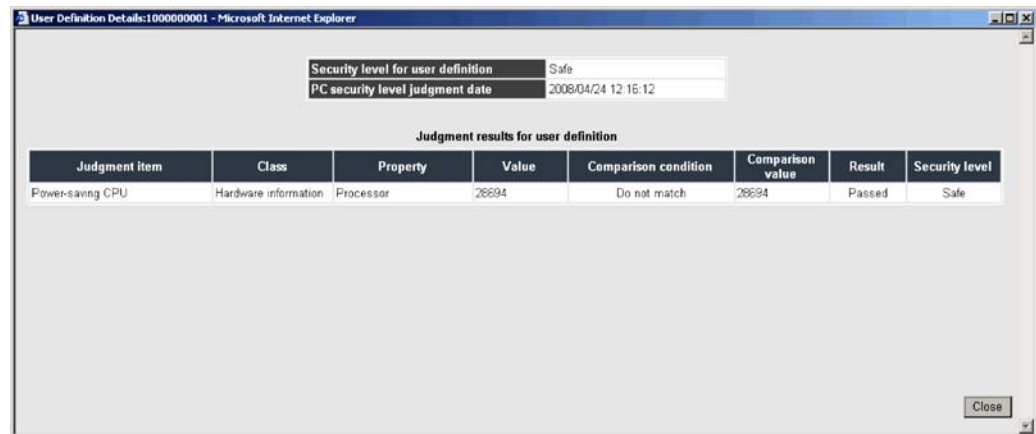 User Definition Details:1000000001 - Microsoft Internet Explorer
Security level for user definition Safe
PC security level judgment date 2008/04/24 12:16:12
Judgment results for user definition
Judgment item Class Property Value Comparison condition Comparison value Result Security level
Power-saving CPU Hardware information Processor 28694 Do not match 28694 Passed Safe
Close